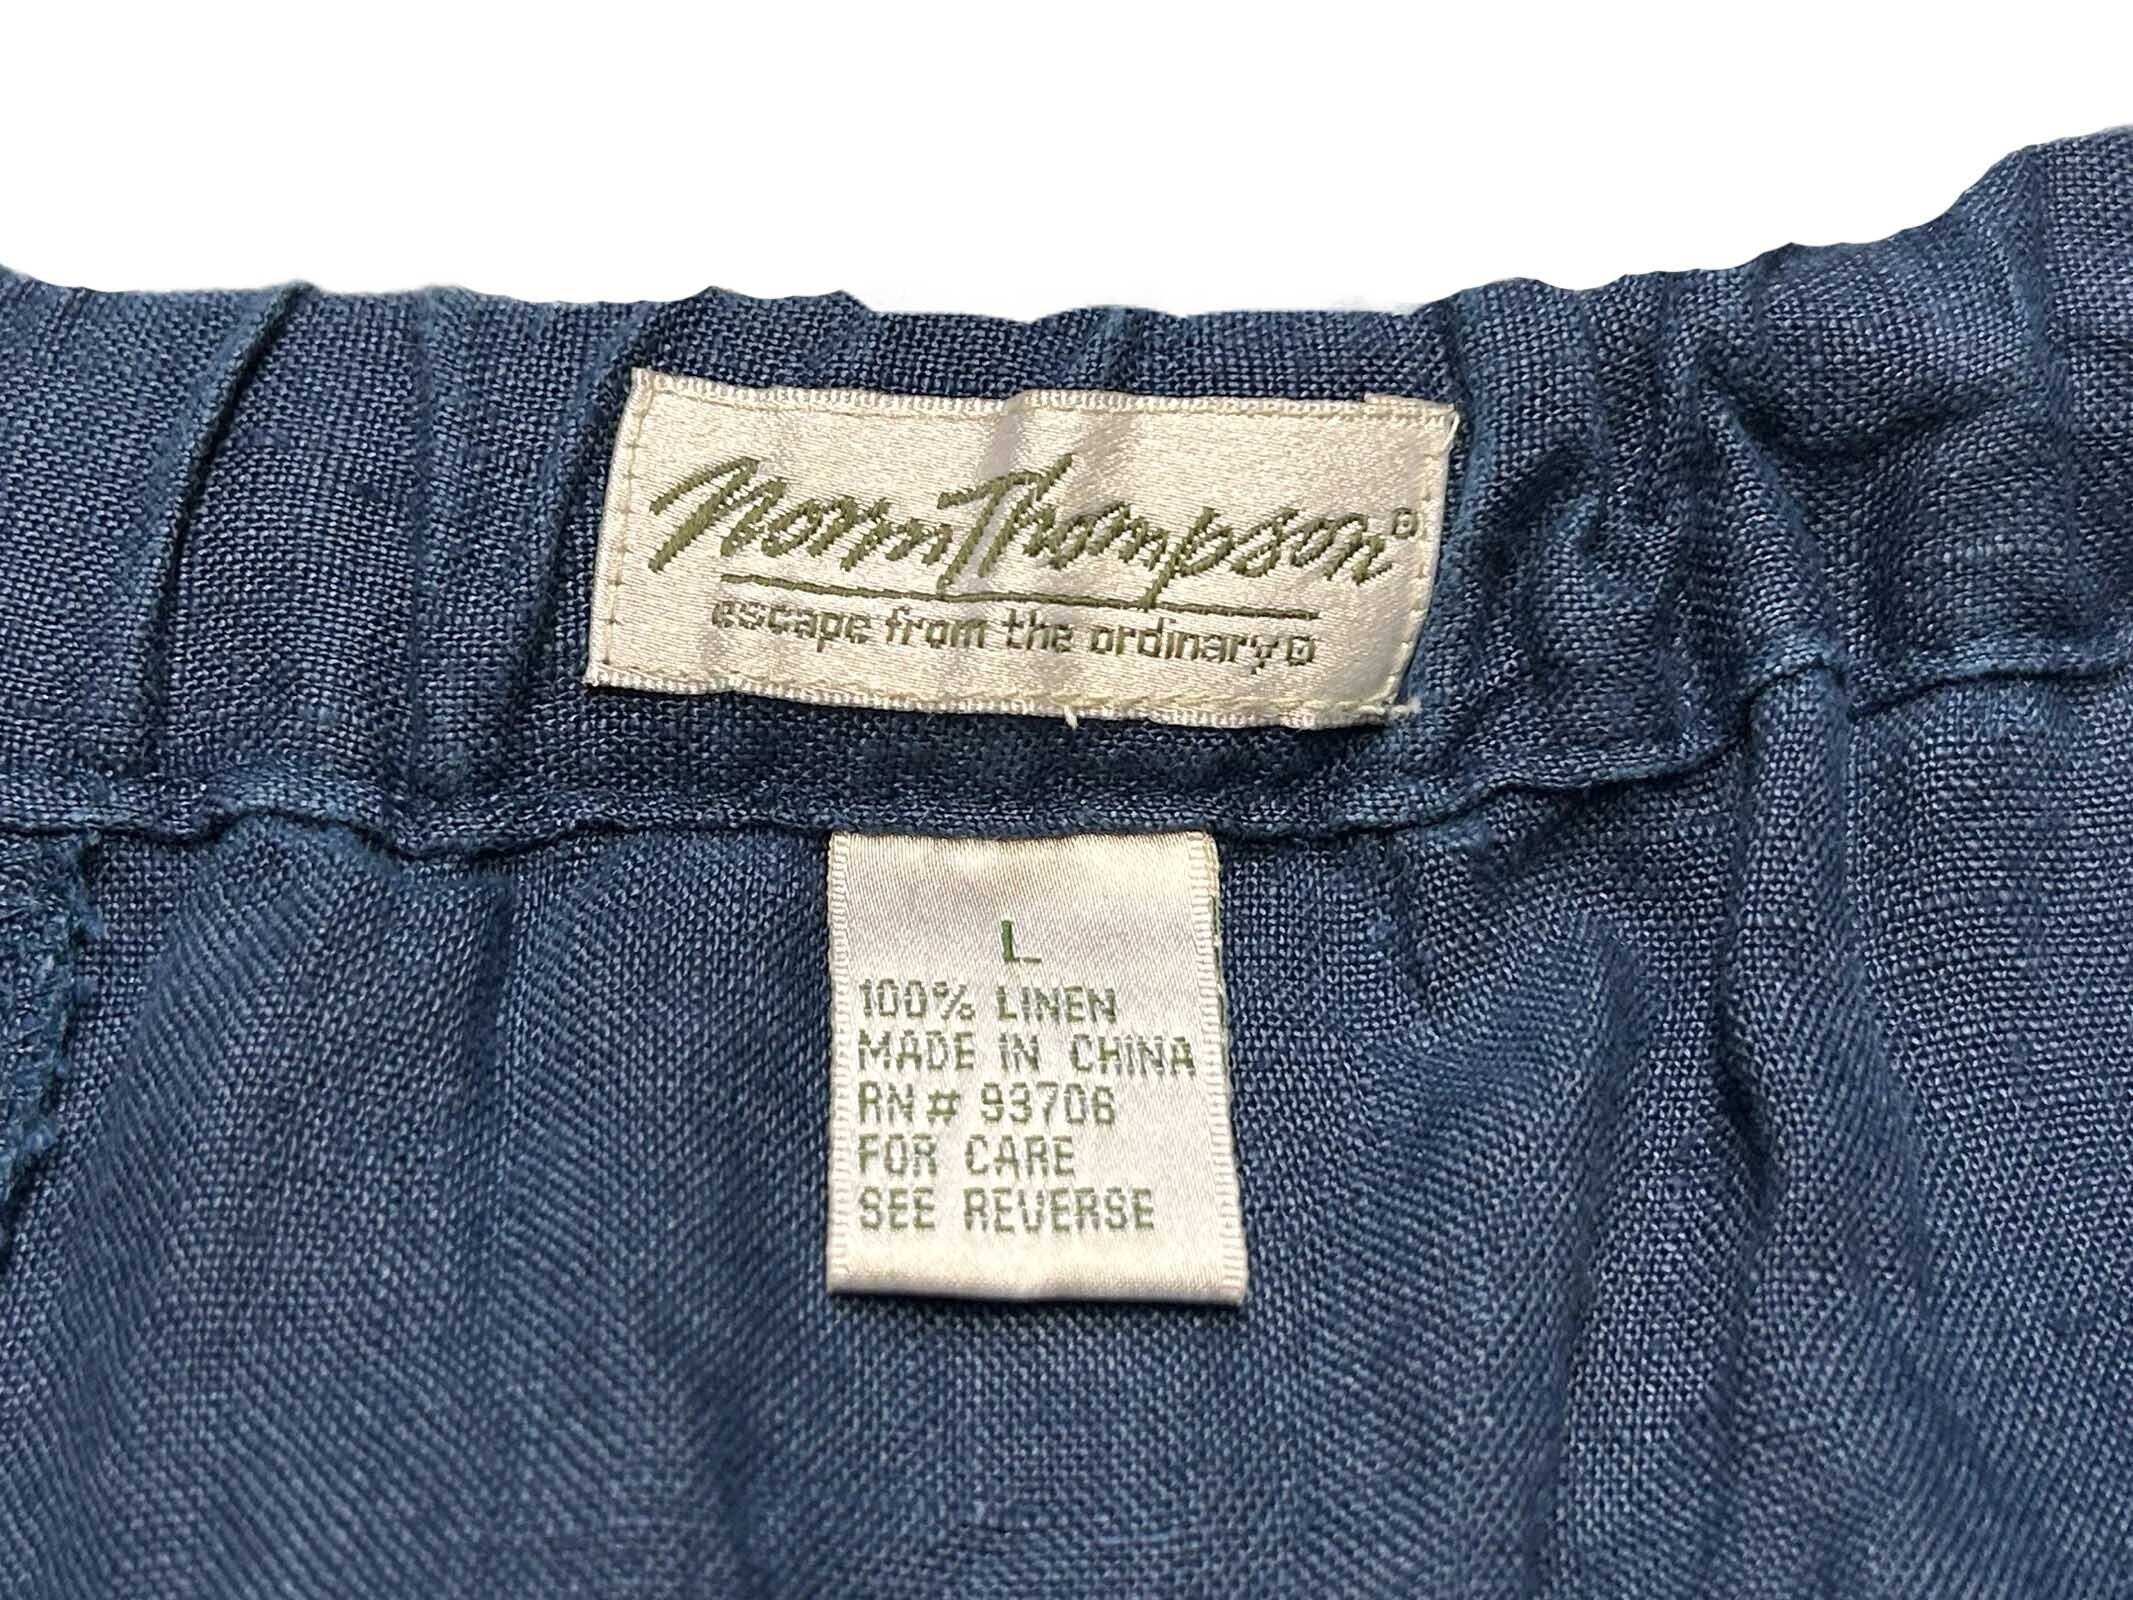 Norm Thompson®
escape from the ordinary®
L
100% LINEN
MADE IN CHINA
RN# 93706
FOR CARE
SEE REVERSE